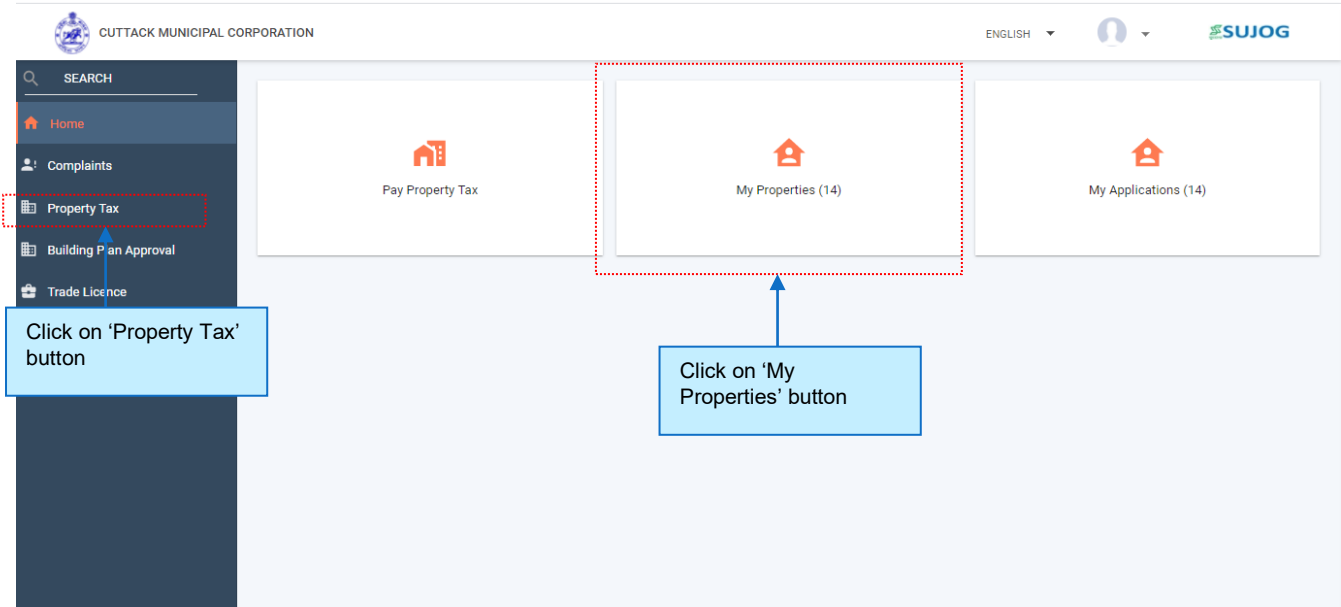 CUTTACK MUNICIPAL CORPORATION
ENGLISH
SUJOG
SEARCH
Home
Complaints
Property Tax
Building Plan Approval
Trade Licence
Pay Property Tax
My Properties (14)
My Applications (14)
Click on ‘Property Tax’
button
Click on ‘My
Properties’ button